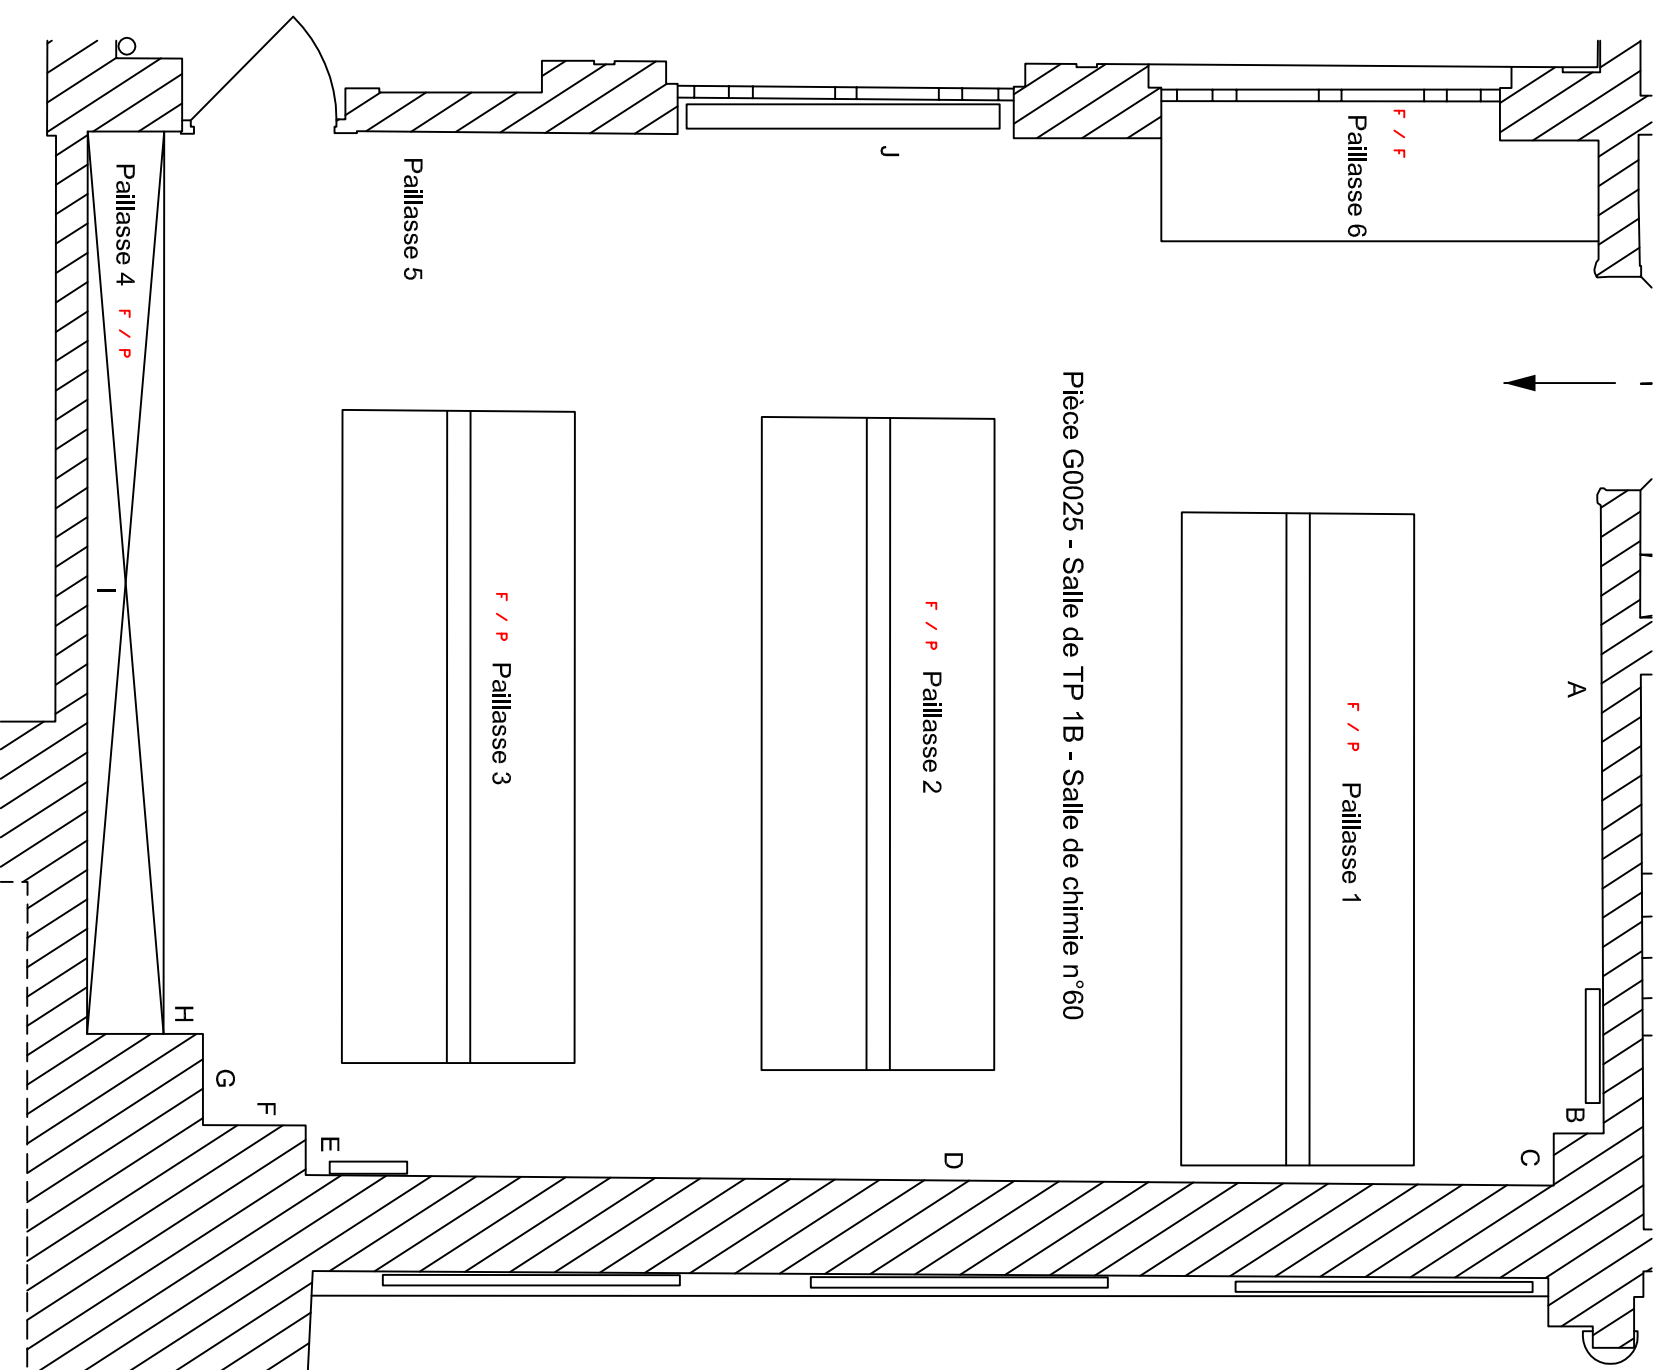 A
B
C
Paillasse 6
F / F
F / P Paillasse 1
Pièce G0025 - Salle de TP 1B - Salle de chimie n°60
F / P Paillasse 2
D
J
F / P Paillasse 3
Paillasse 5
E
F
G
H
Paillasse 4 F / P
I